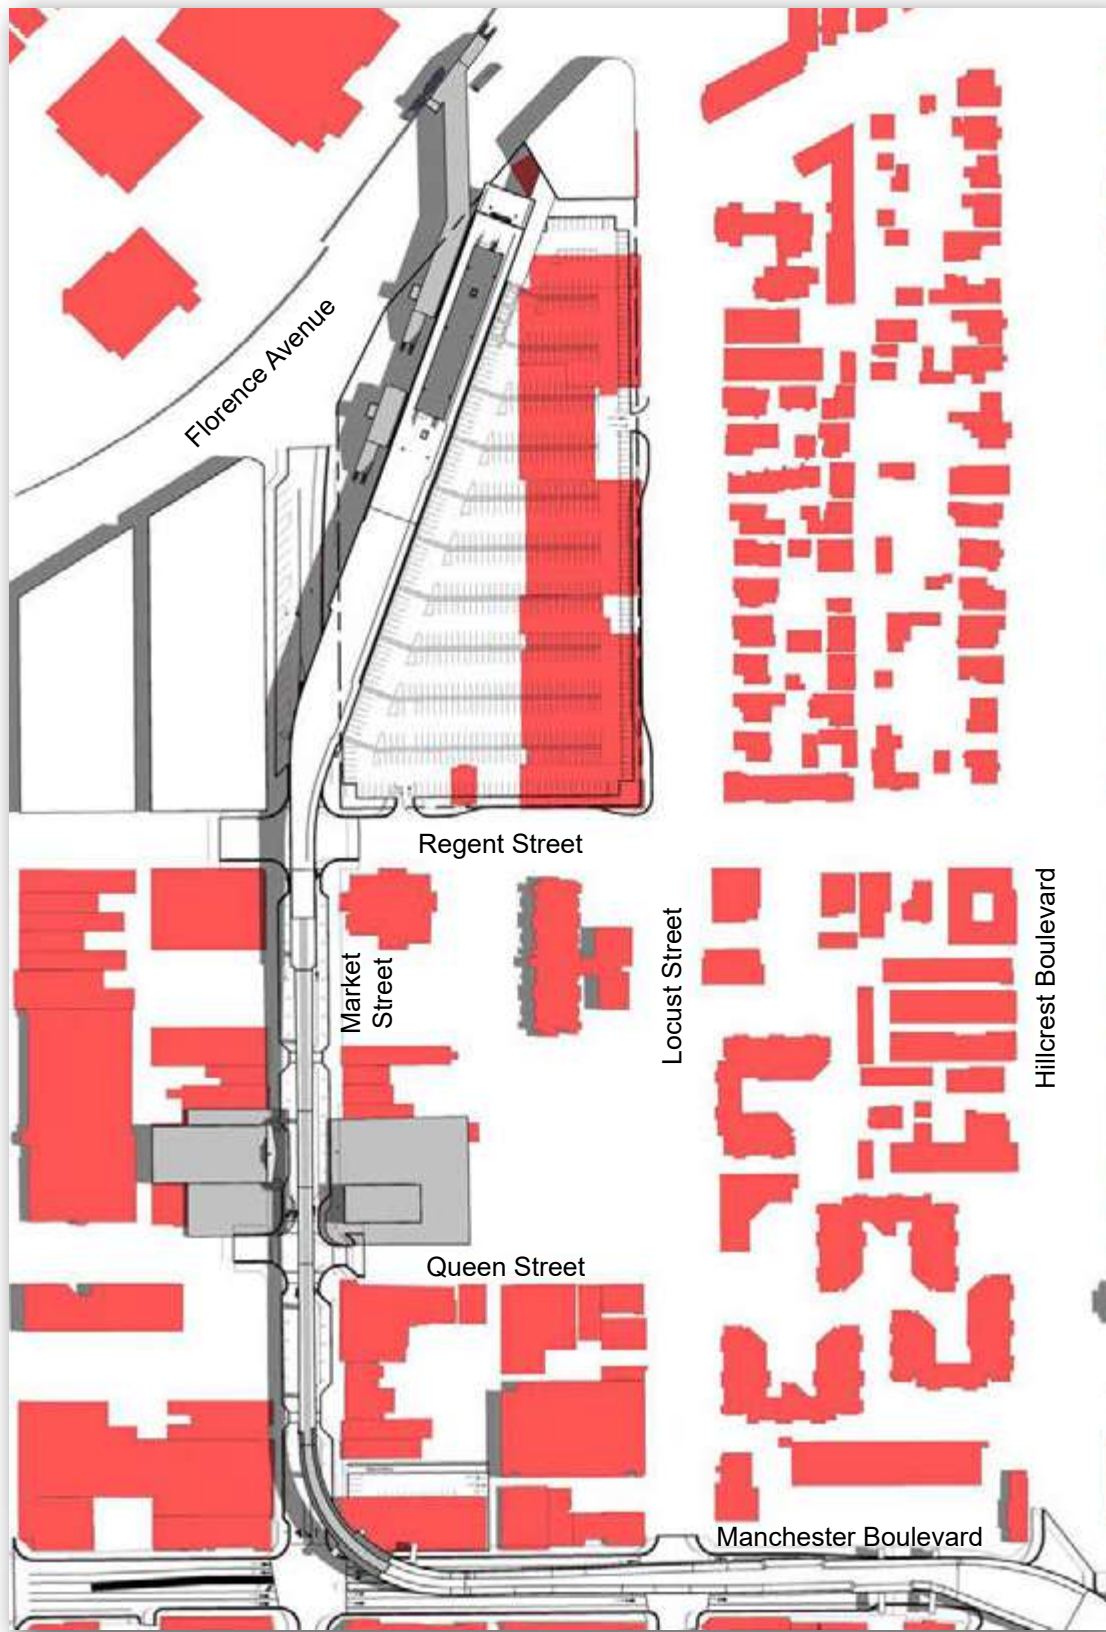 Florence Avenue
Regent Street
Market
Street
Locust Street
Hillcrest Boulevard
Queen Street
Manchester Boulevard